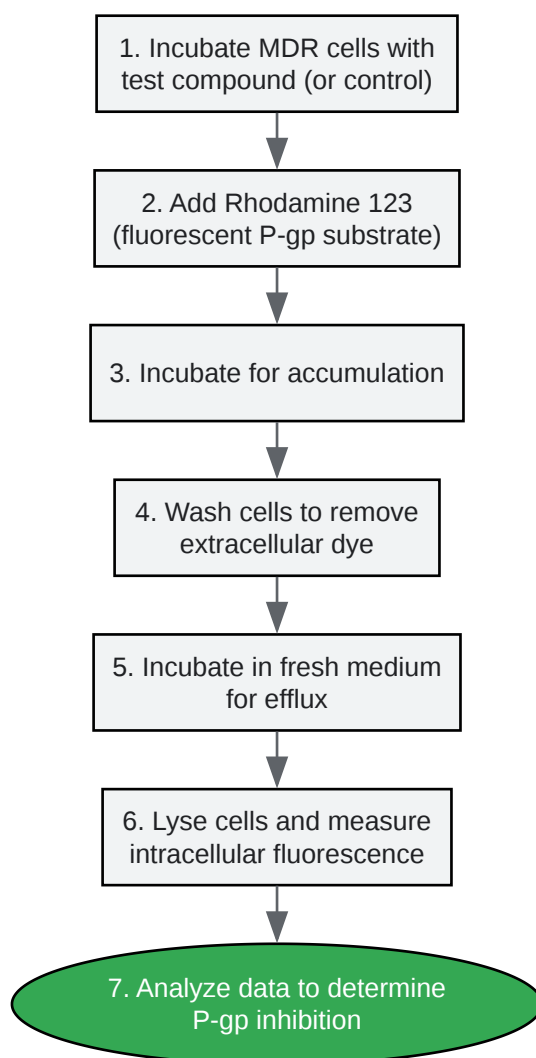 1. Incubate MDR cells with
test compound (or control)
2. Add Rhodamine 123
(fluorescent P-gp substrate)
3. Incubate for accumulation
4. Wash cells to remove
extracellular dye
5. Incubate in fresh medium
for efflux
6. Lyse cells and measure
intracellular fluorescence
7. Analyze data to determine
P-gp inhibition